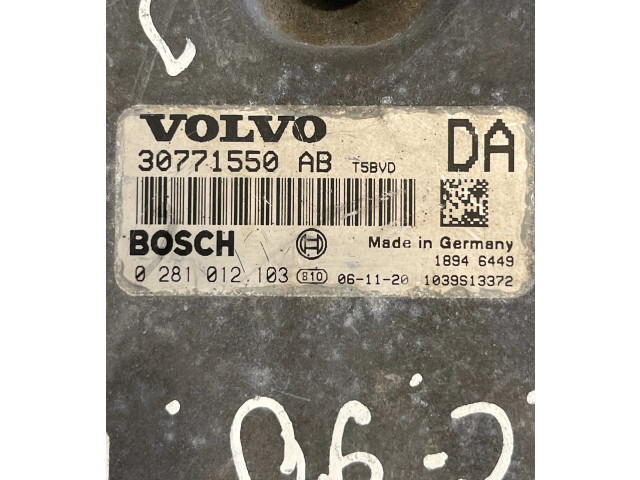 VOLVO DA
30771550 AB T5BVD
BOSCH Made in Germany
1894 6449
0 281 012 103 810 06-11-20 1039S13372